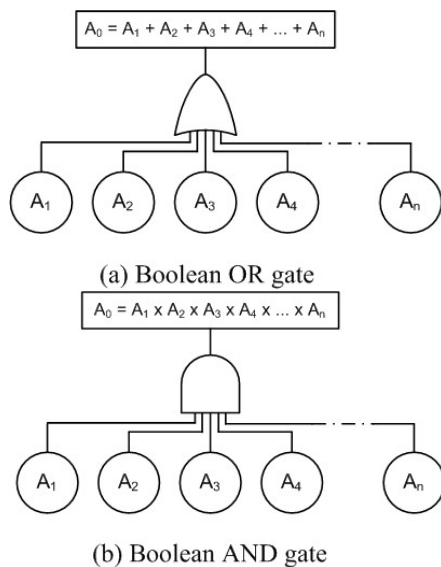 A₀ = A₁ + A₂ + A₃ + A₄ + ... + Aₙ
A₁ A₂ A₃ A₄ Aₙ
(a) Boolean OR gate
A₀ = A₁ x A₂ x A₃ x A₄ x ... x Aₙ
A₁ A₂ A₃ A₄ Aₙ
(b) Boolean AND gate